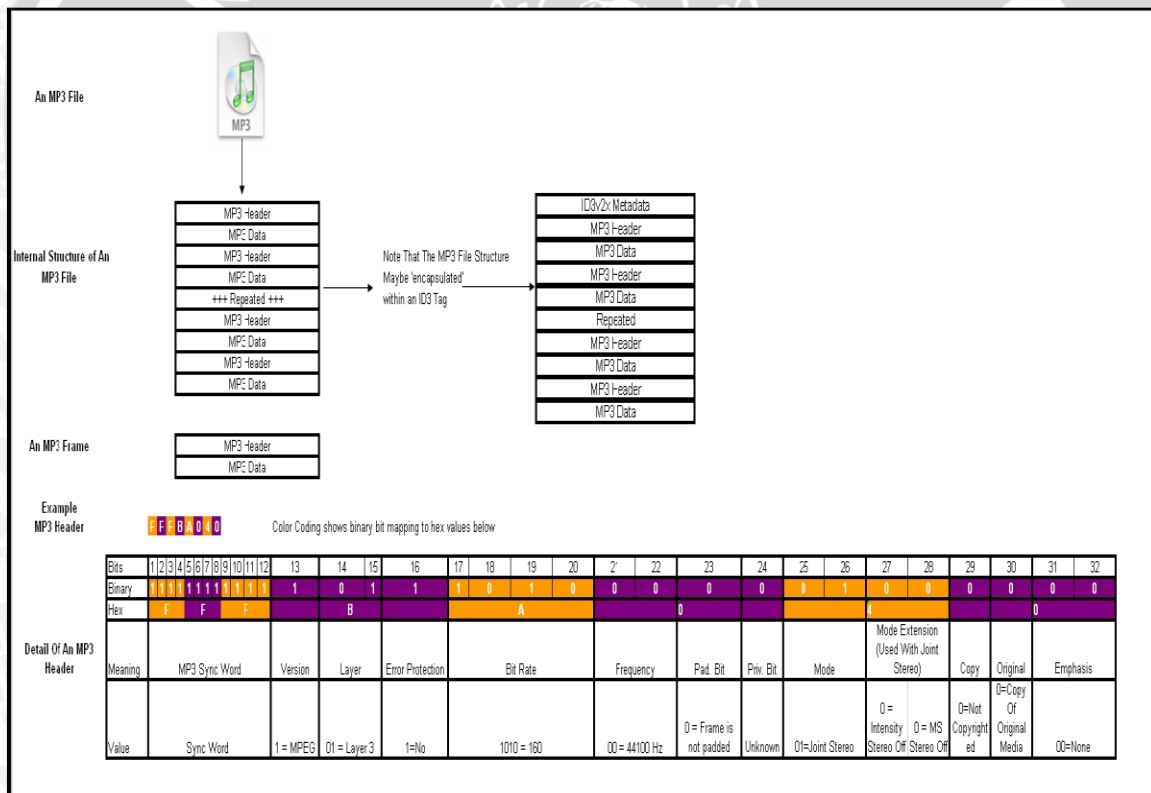 An MP3 File
MP3
Internal Structure of An
MP3 File
MP3 Header
MP3 Data
MP3 Header
MP3 Data
+++ Repeated +++
MP3 Header
MP3 Data
MP3 Header
MP3 Data
Note That The MP3 File Structure
Maybe 'encapsulated'
within an ID3 Tag
ID3v2x Metadata
MP3 Header
MP3 Data
MP3 Header
MP3 Data
Repeated
MP3 Header
MP3 Data
MP3 Header
MP3 Data
An MP3 Frame
MP3 Header
MP3 Data
Example
MP3 Header
F F F B A 0 4 0
Color Coding shows binary bit mapping to hex values below
Detail Of An MP3
Header
Bits 1 2 3 4 5 6 7 8 9 10 11 12 13 14 15 16 17 18 19 20 2' 22 23 24 25 26 27 28 29 30 31 32
Binary 1 1 1 1 1 1 1 1 1 1 1 1 1 0 1 1 1 0 1 0 0 0 0 0 0 1 0 0 0 0 0 0
Hex F F F B A 0 4 0
Meaning MP3 Sync Word Version Layer Error Protection Bit Rate Frequency Pad. Bit Priv. Bit Mode Mode Extension (Used With Joint Stereo) Copy Original Emphasis
Value Sync Word 1 = MPEG 01 = Layer 3 1=No 1010 = 160 00 = 44100 Hz 0 = Frame is not padded Unknown 01=Joint Stereo 0 = Intensity Stereo Off 0 = MS Stereo Off 0=Not Copyright ed 0=Copy Of Original Media 00=None